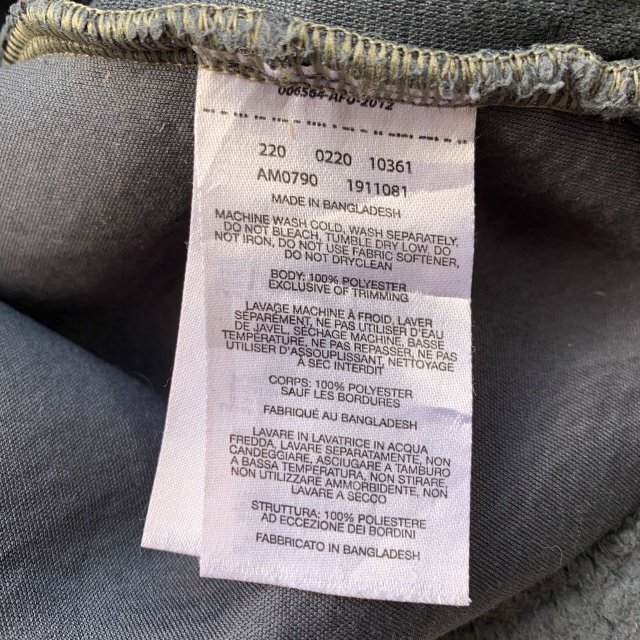 006564-AFU-2012
220 0220 10361
AM0790 1911081
MADE IN BANGLADESH
MACHINE WASH COLD, WASH SEPARATELY,
DO NOT BLEACH, TUMBLE DRY LOW, DO
NOT IRON, DO NOT USE FABRIC SOFTENER,
DO NOT DRYCLEAN
BODY: 100% POLYESTER
EXCLUSIVE OF TRIMMING
LAVAGE MACHINE À FROID, LAVER
SÉPARÉMENT, NE PAS UTILISER D'EAU
DE JAVEL, SÉCHAGE MACHINE, BASSE
TEMPÉRATURE, NE PAS REPASSER, NE PAS
UTILISER D'ASSOUPLISSANT, NETTOYAGE
À SEC INTERDIT
CORPS: 100% POLYESTER
SAUF LES BORDURES
FABRIQUÉ AU BANGLADESH
LAVARE IN LAVATRICE IN ACQUA
FREDDA, LAVARE SEPARATAMENTE, NON
CANDEGGIARE, ASCIUGARE A TAMBURO
A BASSA TEMPERATURA, NON STIRARE,
NON UTILIZZARE AMMORBIDENTE, NON
LAVARE A SECCO
STRUTTURA: 100% POLIESTERE
AD ECCEZIONE DEI BORDINI
FABBRICATO IN BANGLADESH